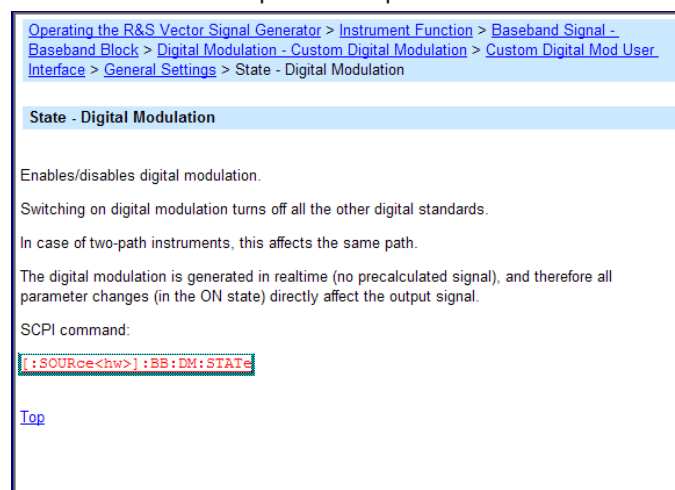 Operating the R&S Vector Signal Generator > Instrument Function > Baseband Signal -
Baseband Block > Digital Modulation - Custom Digital Modulation > Custom Digital Mod User
Interface > General Settings > State - Digital Modulation
State - Digital Modulation
Enables/disables digital modulation.
Switching on digital modulation turns off all the other digital standards.
In case of two-path instruments, this affects the same path.
The digital modulation is generated in realtime (no precalculated signal), and therefore all
parameter changes (in the ON state) directly affect the output signal.
SCPI command:
[:SOURce<hw>]:BB:DM:STATe
Top